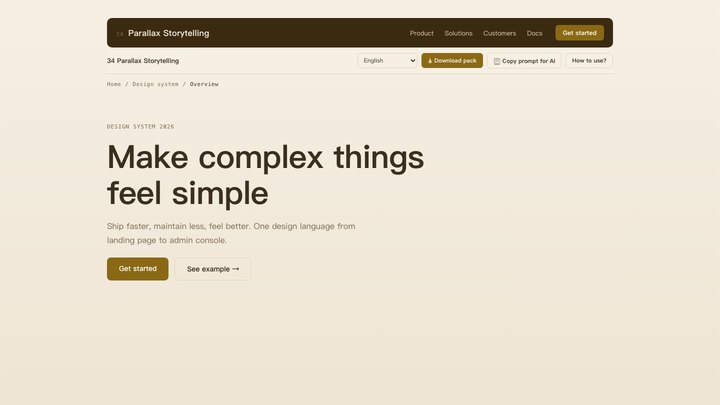 34 Parallax Storytelling Product Solutions Customers Docs Get started
34 Parallax Storytelling English Download pack Copy prompt for AI How to use?
Home / Design system / Overview
DESIGN SYSTEM 2026
Make complex things
feel simple
Ship faster, maintain less, feel better. One design language from
landing page to admin console.
Get started See example →